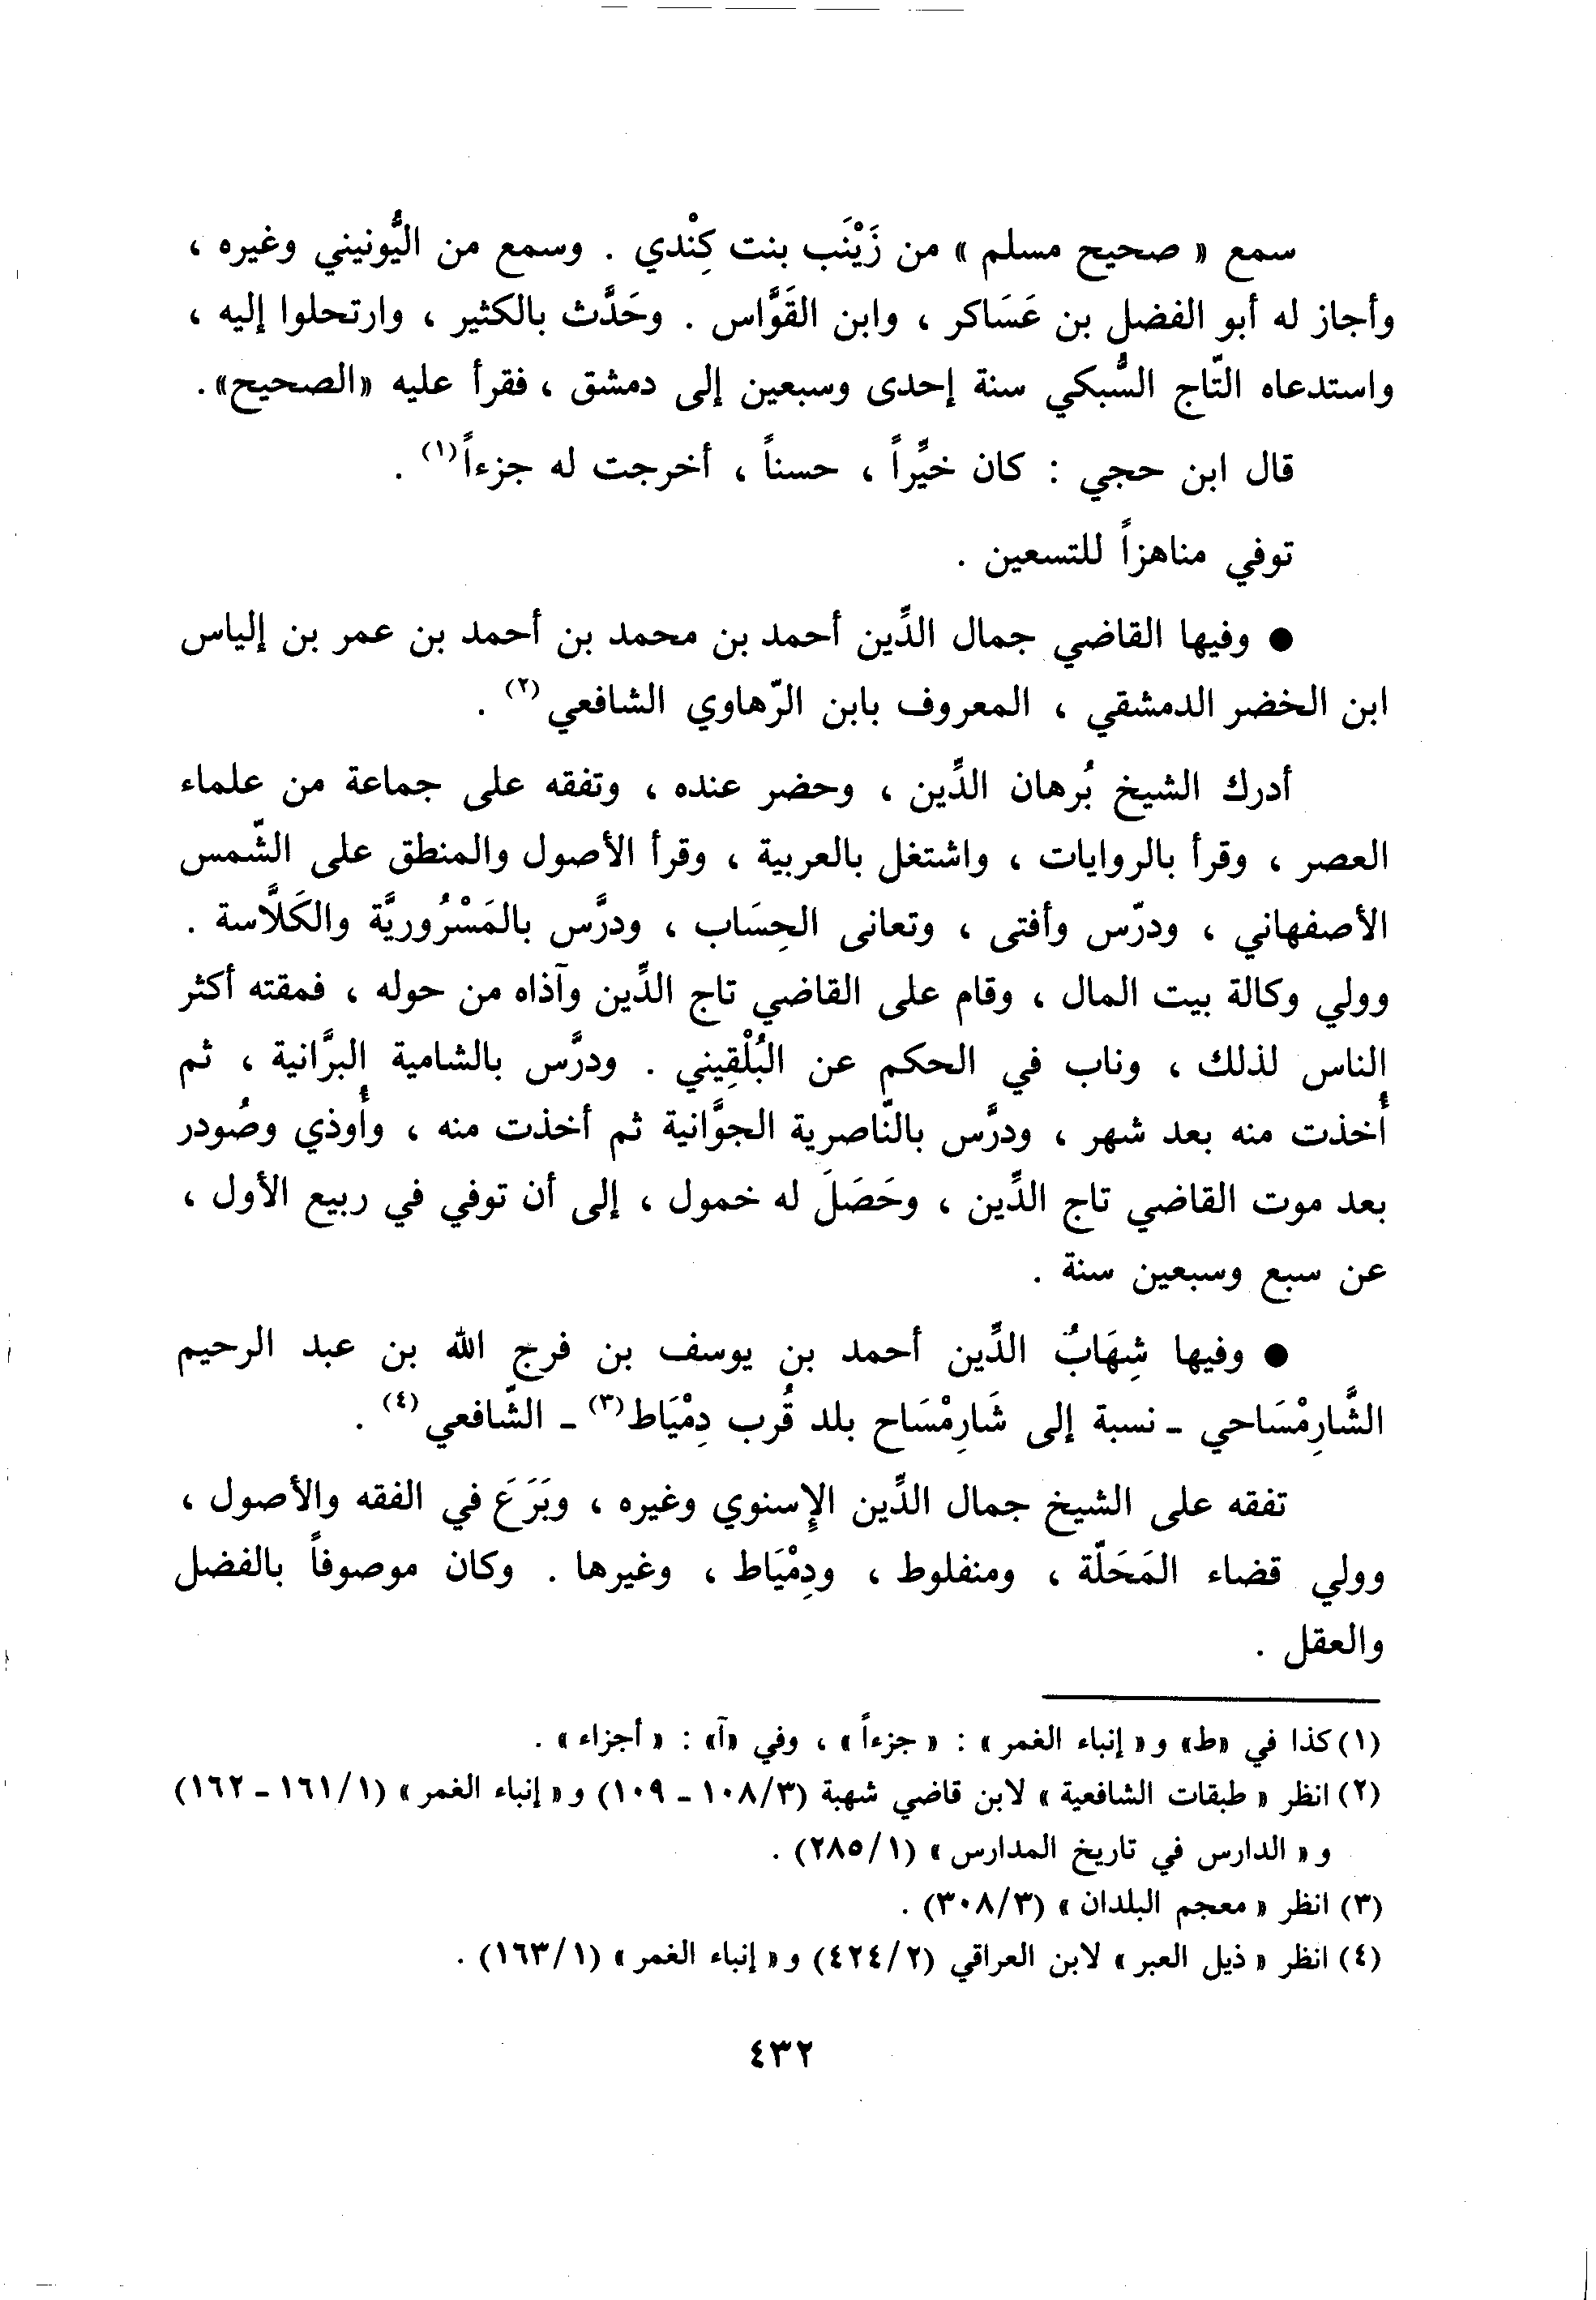 سمع « صحيح مسلم » من زَيْنَب بنت كِنْدي . وسمع من اليُّونيني وغيره ،
وأجاز له أبو الفضل بن عَسَاكر ، وابن القَوَّاس . وحَدَّث بالكثير ، وارتحلوا إليه ،
واستدعاه التّاج السُّبكي سنة إحدى وسبعين إلى دمشق ، فقرأ عليه «الصحيح» .
قال ابن حجي : كان خيِّراً ، حسناً ، أخرجت له جزءاً(١) .
توفي مناهزاً للتسعين .
● وفيها القاضي جمال الدِّين أحمد بن محمد بن أحمد بن عمر بن إلياس
ابن الخضر الدمشقي ، المعروف بابن الرّهاوي الشافعي(٢) .
أدرك الشيخ بُرهان الدِّين ، وحضر عنده ، وتفقه على جماعة من علماء
العصر ، وقرأ بالروايات ، واشتغل بالعربية ، وقرأ الأصول والمنطق على الشّمس
الأصفهاني ، ودرّس وأفتى ، وتعانى الحِسَاب ، ودرَّس بالمَسْرُوريَّة والكَلَّاسة .
وولي وكالة بيت المال ، وقام على القاضي تاج الدِّين وآذاه من حوله ، فمقته أكثر
الناس لذلك ، وناب في الحكم عن البُلْقِيني . ودرَّس بالشامية البرَّانية ، ثم
أُخذت منه بعد شهر ، ودرَّس بالنّاصرية الجوَّانية ثم أخذت منه ، وأُوذي وصُودر
بعد موت القاضي تاج الدِّين ، وحَصَلَ له خمول ، إلى أن توفي في ربيع الأول ،
عن سبع وسبعين سنة .
● وفيها شِهَابُ الدِّين أحمد بن يوسف بن فرج الله بن عبد الرحيم
الشَّارِمْسَاحي ـ نسبة إلى شَارِمْسَاح بلد قُرب دِمْيَاط(٣) ـ الشّافعي(٤) .
تفقه على الشيخ جمال الدِّين الإسنوي وغيره ، وبَرَعَ في الفقه والأصول ،
وولي قضاء المَحَلّة ، ومنفلوط ، ودِمْيَاط ، وغيرها . وكان موصوفاً بالفضل
والعقل .
(١) كذا في «ط» و« إنباء الغمر » : « جزءاً » ، وفي «آ» : « أجزاء » .
(٢) انظر « طبقات الشافعية » لابن قاضي شهبة (١٠٨/٣ ـ ١٠٩) و« إنباء الغمر » (١٦١/١ ـ ١٦٢)
و« الدارس في تاريخ المدارس » (٢٨٥/١) .
(٣) انظر « معجم البلدان » (٣٠٨/٣) .
(٤) انظر « ذيل العبر » لابن العراقي (٤٢٤/٢) و« إنباء الغمر » (١٦٣/١) .
٤٣٢